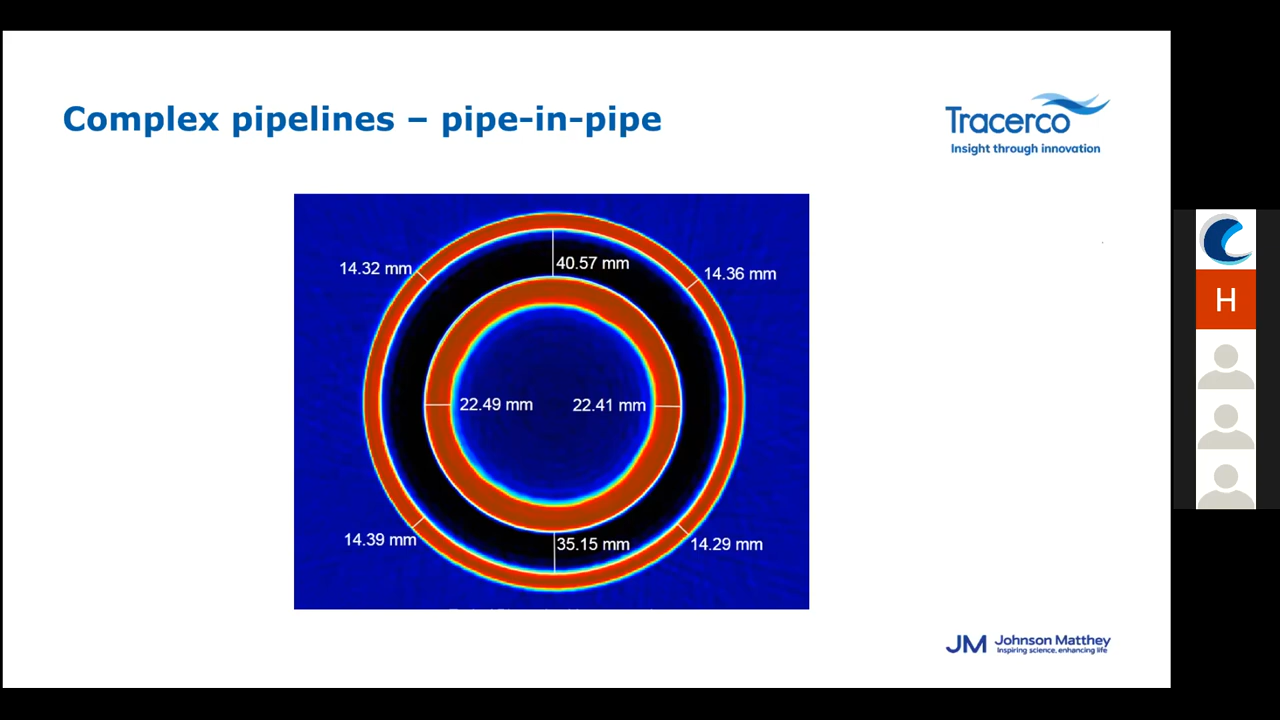 Complex pipelines – pipe-in-pipe
Tracerco
Insight through innovation
14.32 mm
40.57 mm
14.36 mm
22.49 mm
22.41 mm
14.39 mm
35.15 mm
14.29 mm
JM Johnson Matthey
Inspiring science, enhancing life
H